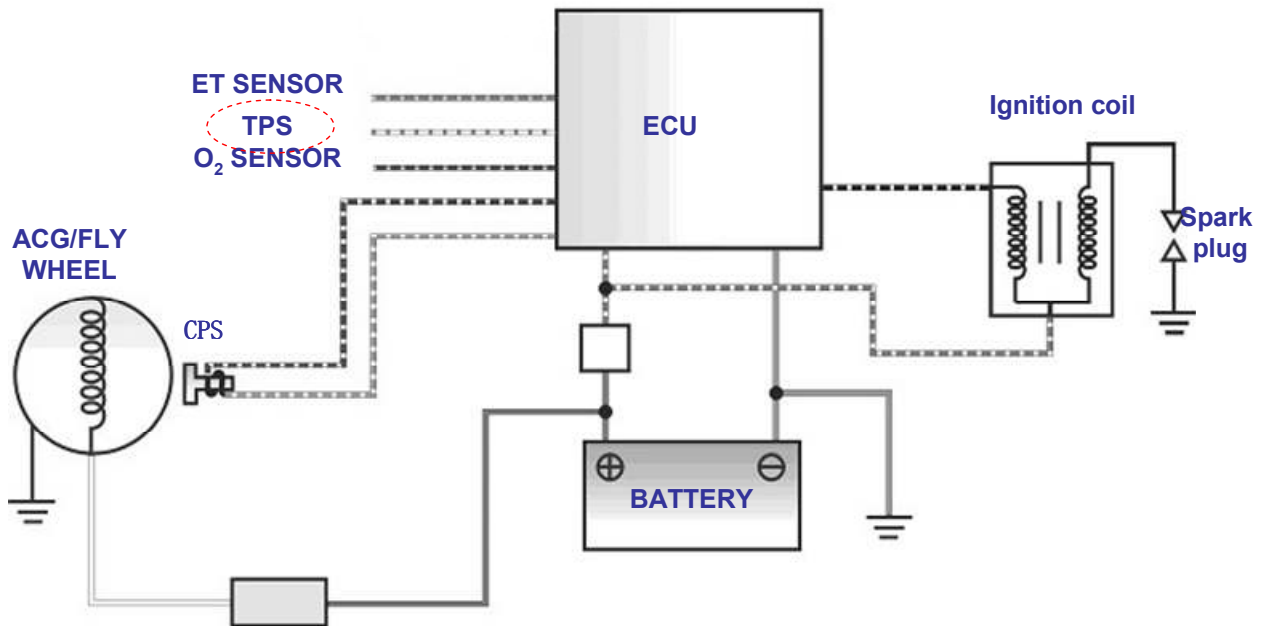 ET SENSOR
TPS
O₂ SENSOR
ECU
Ignition coil
Spark
plug
ACG/FLY
WHEEL
CPS
BATTERY